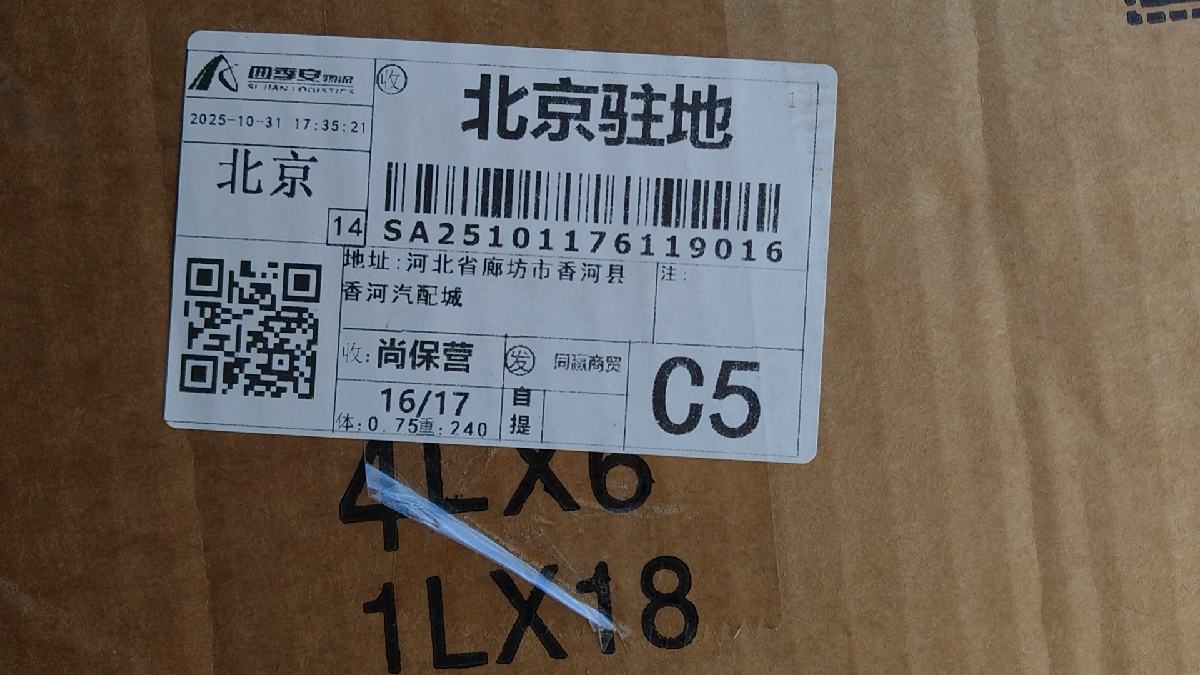 四季安物流
SIJIAN LOGISTICS
2025-10-31 17:35:21
北京
14
收
北京驻地
1
SA25101176119016
地址:河北省廊坊市香河县
香河汽配城
注:
收:尚保营
发 同赢商贸
16/17
体:0.75重:240
自
提
C5
4LX6
1LX18